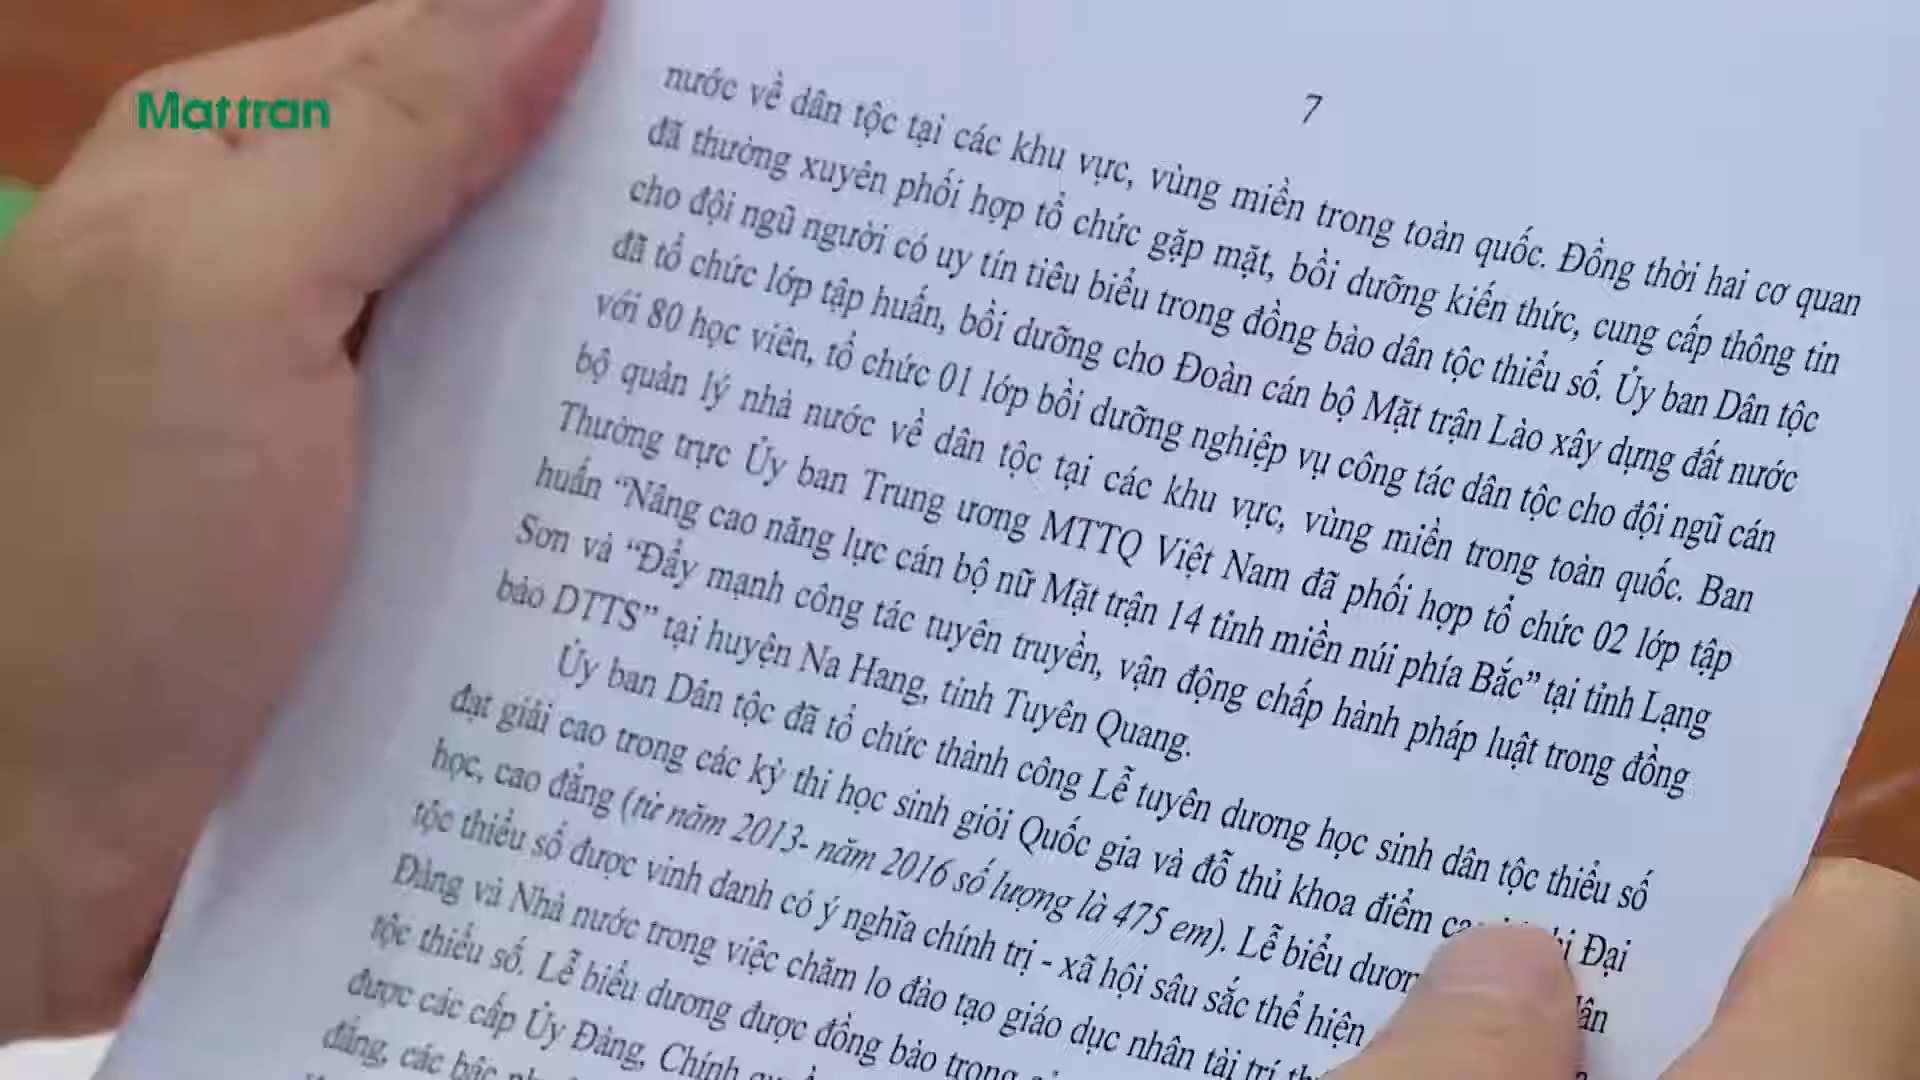 Mattran
7
nước về dân tộc tại các khu vực, vùng miền trong toàn quốc. Đồng thời hai cơ quan
đã thường xuyên phối hợp tổ chức gặp mặt, bồi dưỡng kiến thức, cung cấp thông tin
cho đội ngũ người có uy tín tiêu biểu trong đồng bào dân tộc thiểu số. Ủy ban Dân tộc
đã tổ chức lớp tập huấn, bồi dưỡng cho Đoàn cán bộ Mặt trận Lào xây dựng đất nước
với 80 học viên, tổ chức 01 lớp bồi dưỡng nghiệp vụ công tác dân tộc cho đội ngũ cán
bộ quản lý nhà nước về dân tộc tại các khu vực, vùng miền trong toàn quốc. Ban
Thường trực Ủy ban Trung ương MTTQ Việt Nam đã phối hợp tổ chức 02 lớp tập
huấn “Nâng cao năng lực cán bộ nữ Mặt trận 14 tỉnh miền núi phía Bắc” tại tỉnh Lạng
Sơn và “Đẩy mạnh công tác tuyên truyền, vận động chấp hành pháp luật trong đồng
bào DTTS” tại huyện Na Hang, tỉnh Tuyên Quang.
Ủy ban Dân tộc đã tổ chức thành công Lễ tuyên dương học sinh dân tộc thiểu số
đạt giải cao trong các kỳ thi học sinh giỏi Quốc gia và đỗ thủ khoa điểm Đại
học, cao đẳng (từ năm 2013- năm 2016 số lượng là 475 em). Lễ biểu
tộc thiểu số được vinh danh có ý nghĩa chính trị - xã hội sâu sắc thể hiện
Đảng và Nhà nước trong việc chăm lo đào tạo giáo dục nhân tài trí
tộc thiểu số. Lễ biểu dương được đồng bào trong
được các cấp Ủy Đảng, Chính
đẳng, các bậc